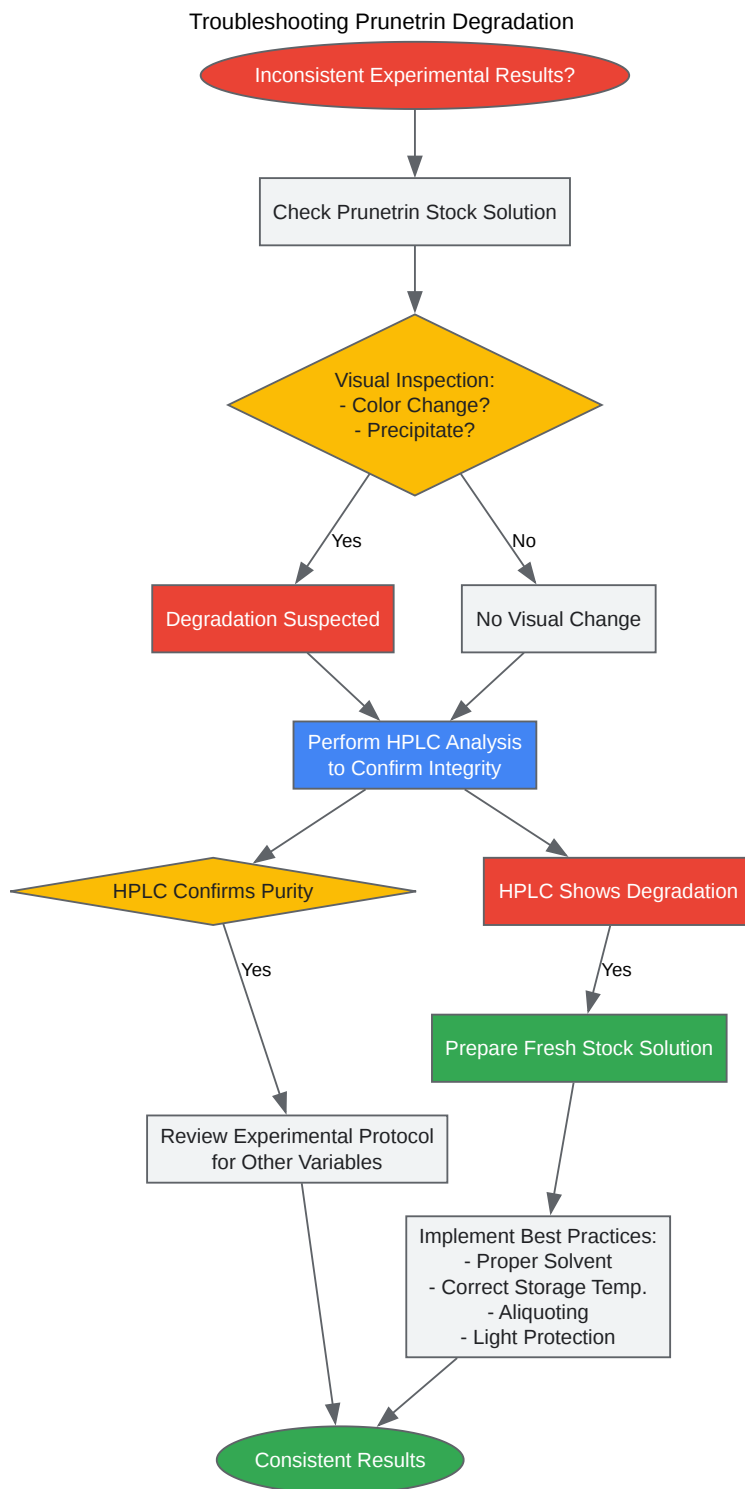 Troubleshooting Prunetrin Degradation
Inconsistent Experimental Results?
Check Prunetrin Stock Solution
Visual Inspection:
- Color Change?
- Precipitate?
Yes
No
Degradation Suspected
No Visual Change
Perform HPLC Analysis
to Confirm Integrity
HPLC Confirms Purity
HPLC Shows Degradation
Yes
Yes
Prepare Fresh Stock Solution
Review Experimental Protocol
for Other Variables
Implement Best Practices:
- Proper Solvent
- Correct Storage Temp.
- Aliquoting
- Light Protection
Consistent Results